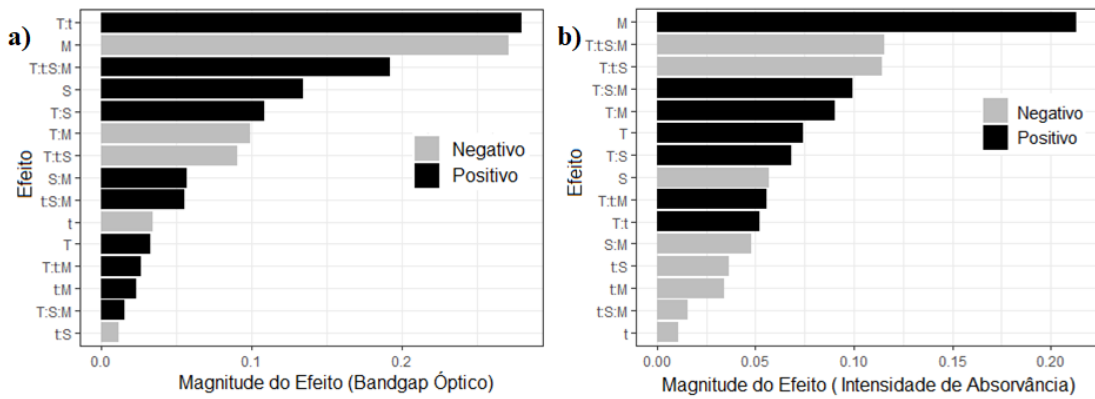 a)
Efeito
T:t
M
T:t:S:M
S
T:S
T:M
T:t:S
S:M
t:S:M
t
T
T:t:M
t:M
T:S:M
t:S
Negativo
Positivo
0.0
0.1
0.2
Magnitude do Efeito (Bandgap Óptico)
b)
Efeito
M
T:t:S:M
T:t:S
T:S:M
T:M
T
T:S
S
T:t:M
T:t
S:M
t:S
t:M
t:S:M
t
Negativo
Positivo
0.00
0.05
0.10
0.15
0.20
Magnitude do Efeito ( Intensidade de Absorvância)